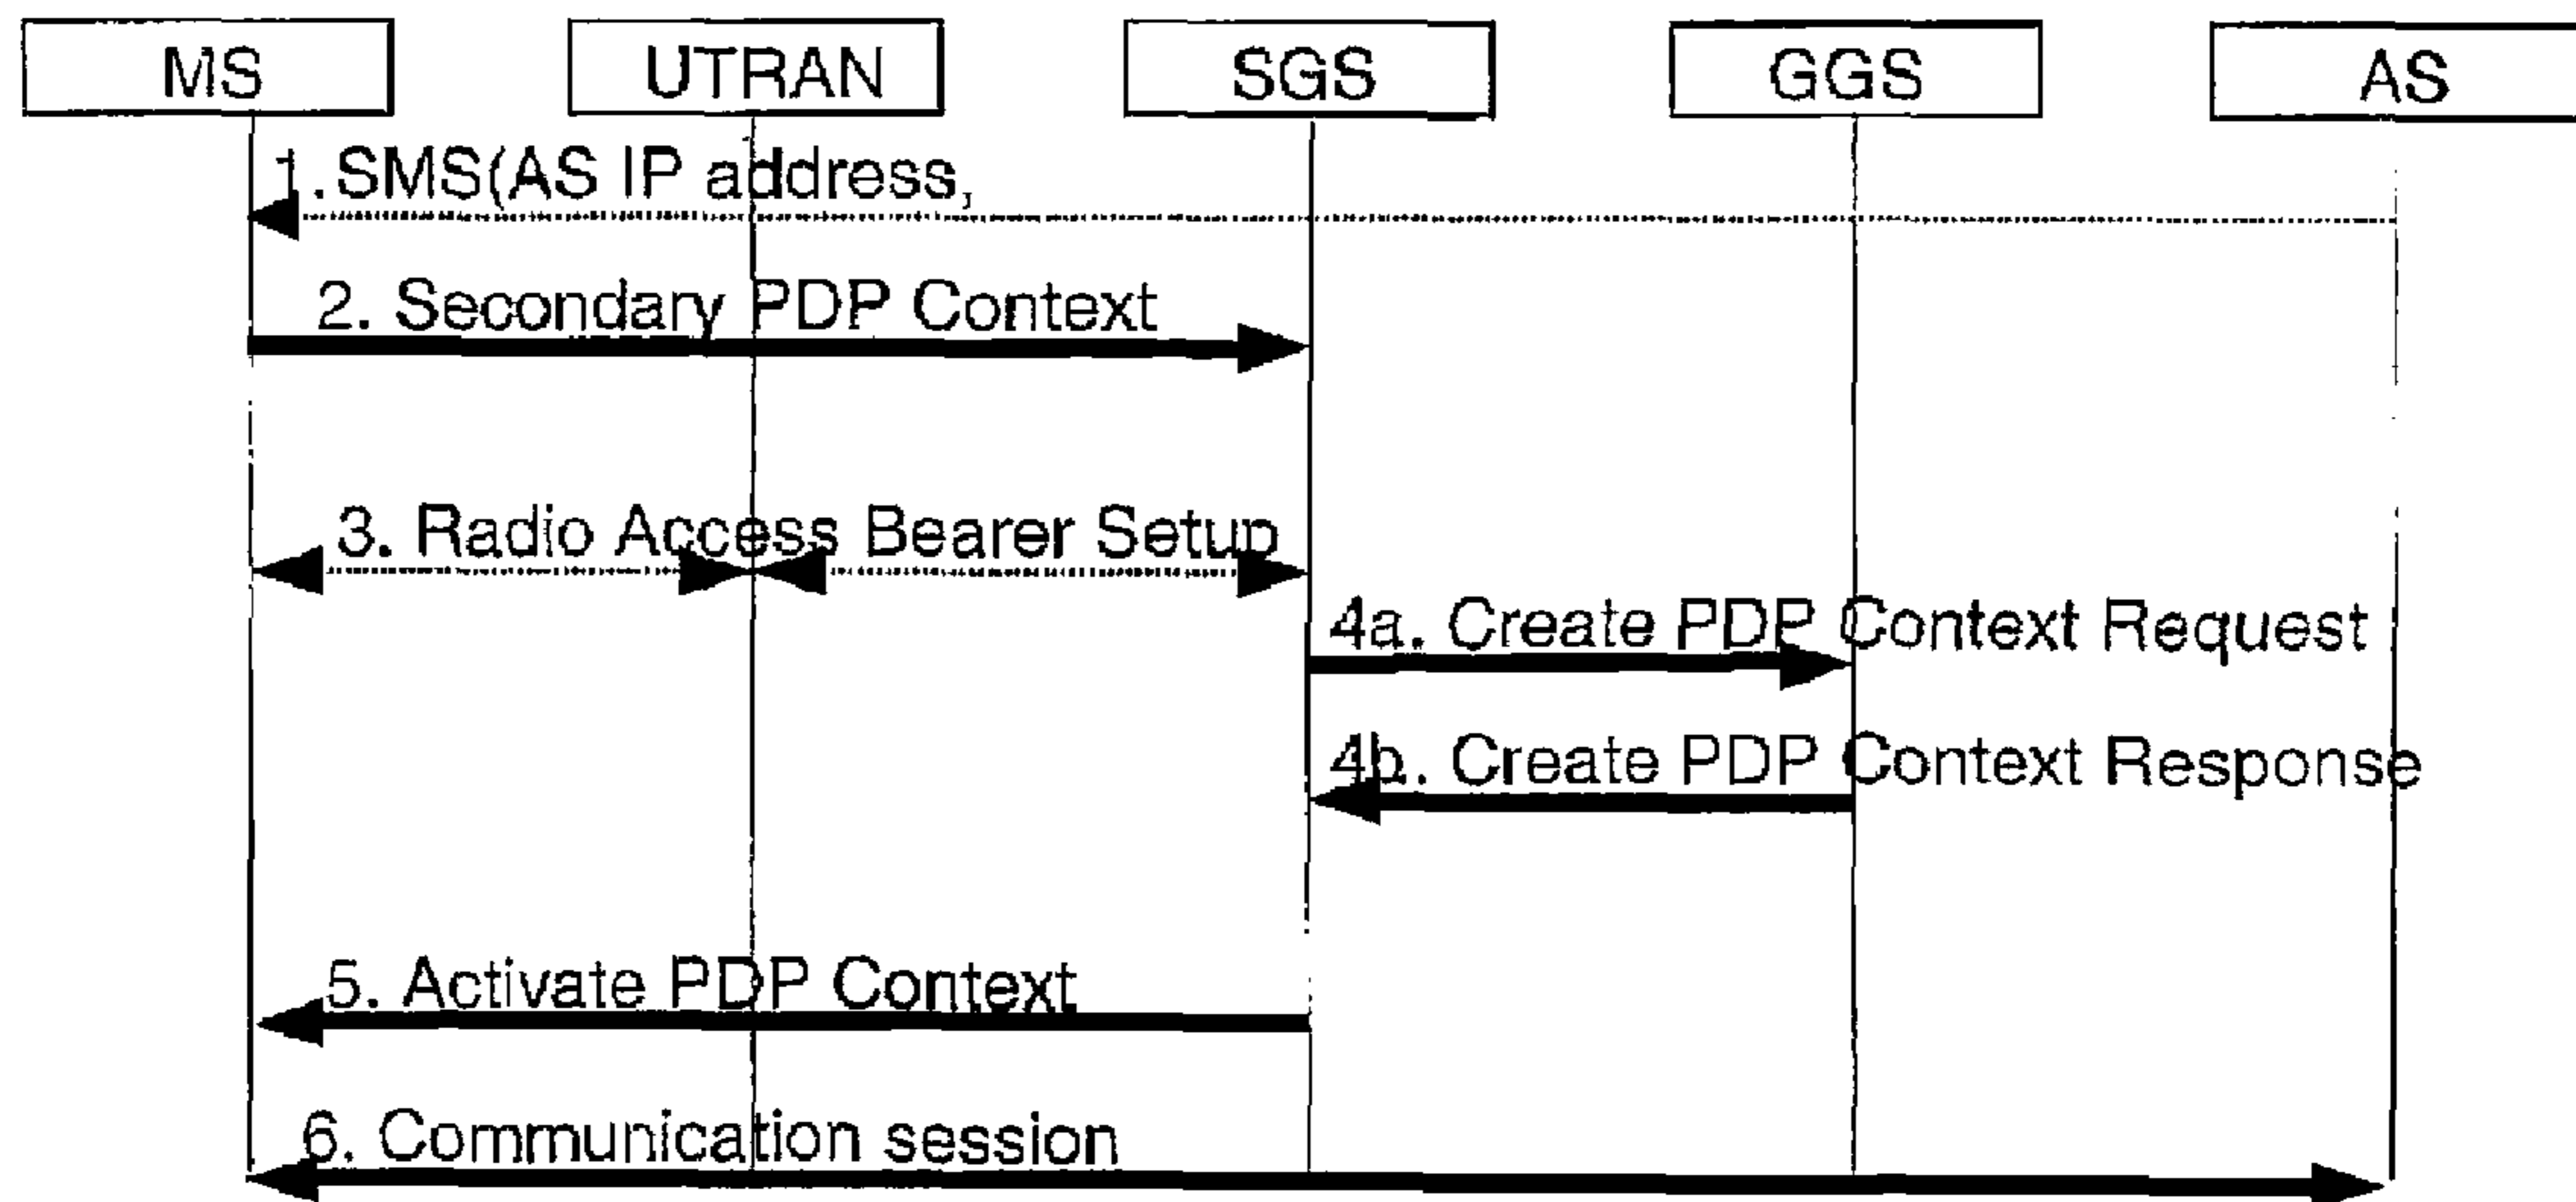 MS
UTRAN
SGS
GGS
AS
1. SMS(AS IP address,
2. Secondary PDP Context
3. Radio Access Bearer Setup
4a. Create PDP Context Request
4b. Create PDP Context Response
5. Activate PDP Context
6. Communication session